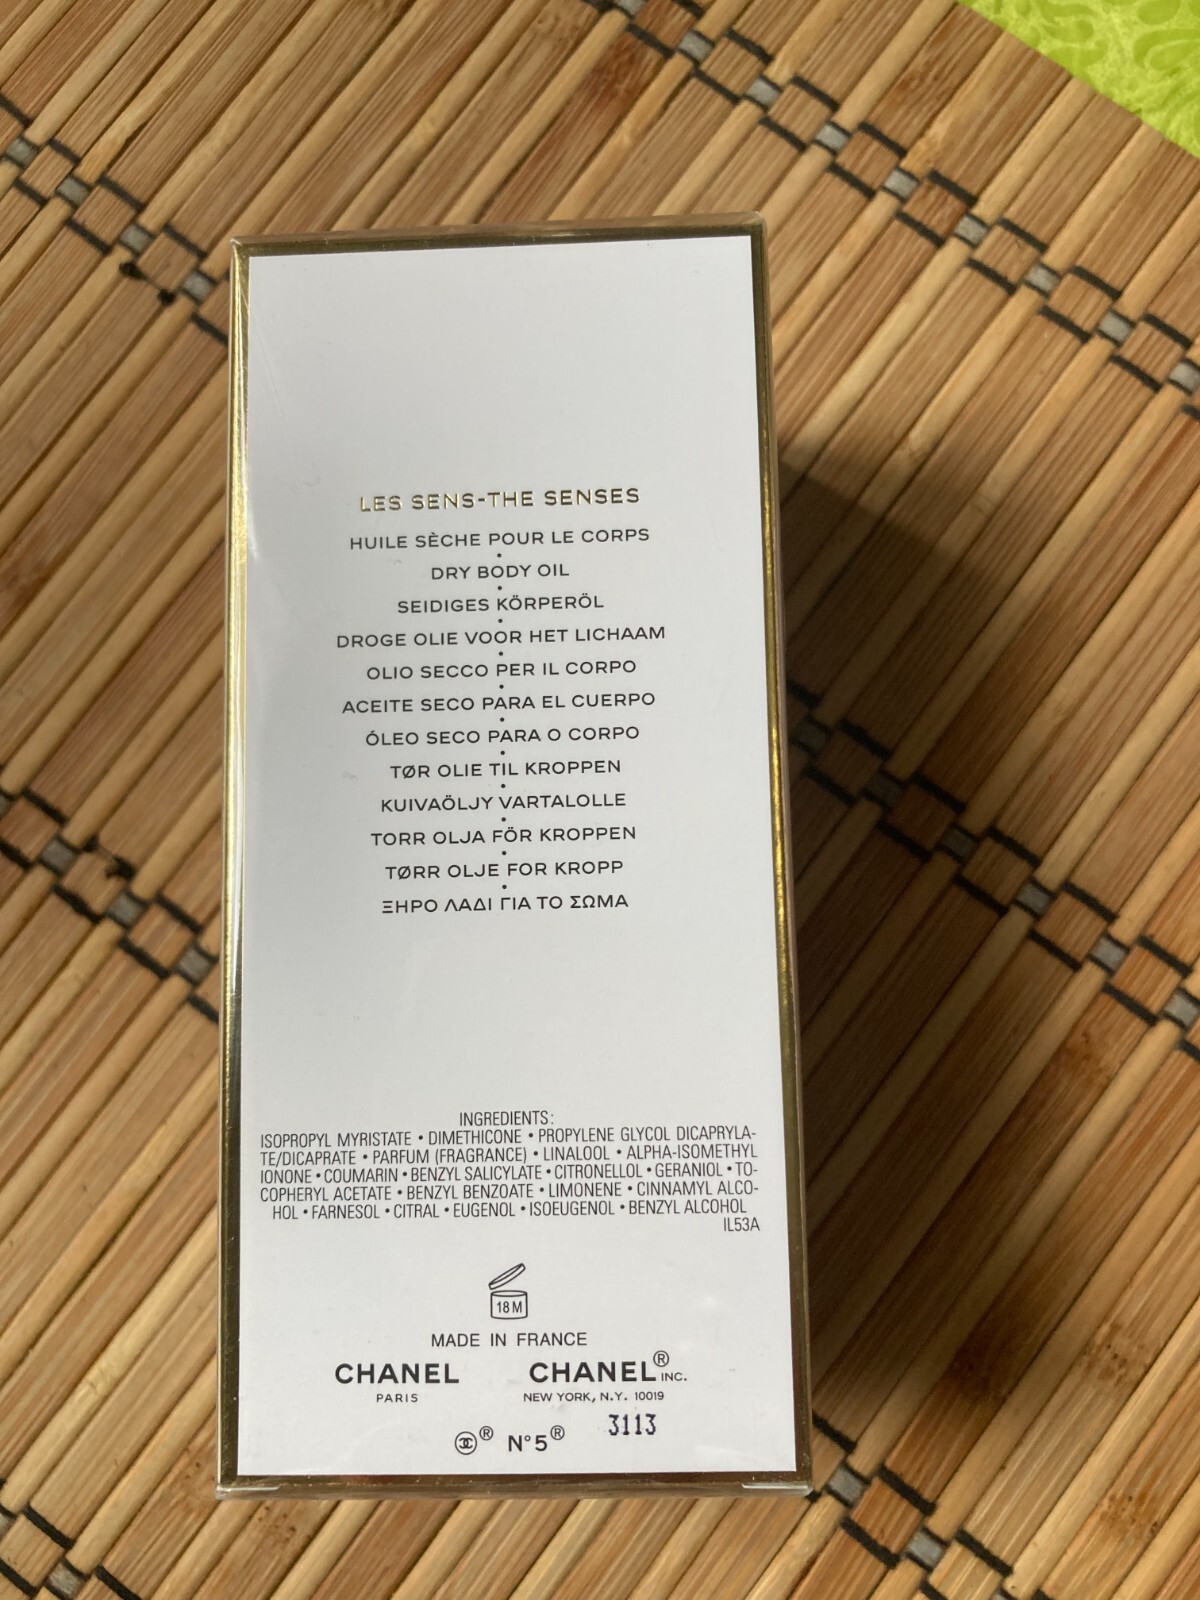 LES SENS-THE SENSES
HUILE SÈCHE POUR LE CORPS
•
DRY BODY OIL
•
SEIDIGES KÖRPERÖL
•
DROGE OLIE VOOR HET LICHAAM
•
OLIO SECCO PER IL CORPO
•
ACEITE SECO PARA EL CUERPO
•
ÓLEO SECO PARA O CORPO
•
TØR OLIE TIL KROPPEN
•
KUIVAÖLJY VARTALOLLE
•
TORR OLJA FÖR KROPPEN
•
TØRR OLJE FOR KROPP
•
ΞΗΡΟ ΛΑΔΙ ΓΙΑ ΤΟ ΣΩΜΑ
INGREDIENTS:
ISOPROPYL MYRISTATE • DIMETHICONE • PROPYLENE GLYCOL DICAPRYLA-
TE/DICAPRATE • PARFUM (FRAGRANCE) • LINALOOL • ALPHA-ISOMETHYL
IONONE • COUMARIN • BENZYL SALICYLATE • CITRONELLOL • GERANIOL • TO-
COPHERYL ACETATE • BENZYL BENZOATE • LIMONENE • CINNAMYL ALCO-
HOL • FARNESOL • CITRAL • EUGENOL • ISOEUGENOL • BENZYL ALCOHOL
IL53A
18 M
MADE IN FRANCE
CHANEL CHANEL® INC.
PARIS NEW YORK, N.Y. 10019
® N°5® 3113